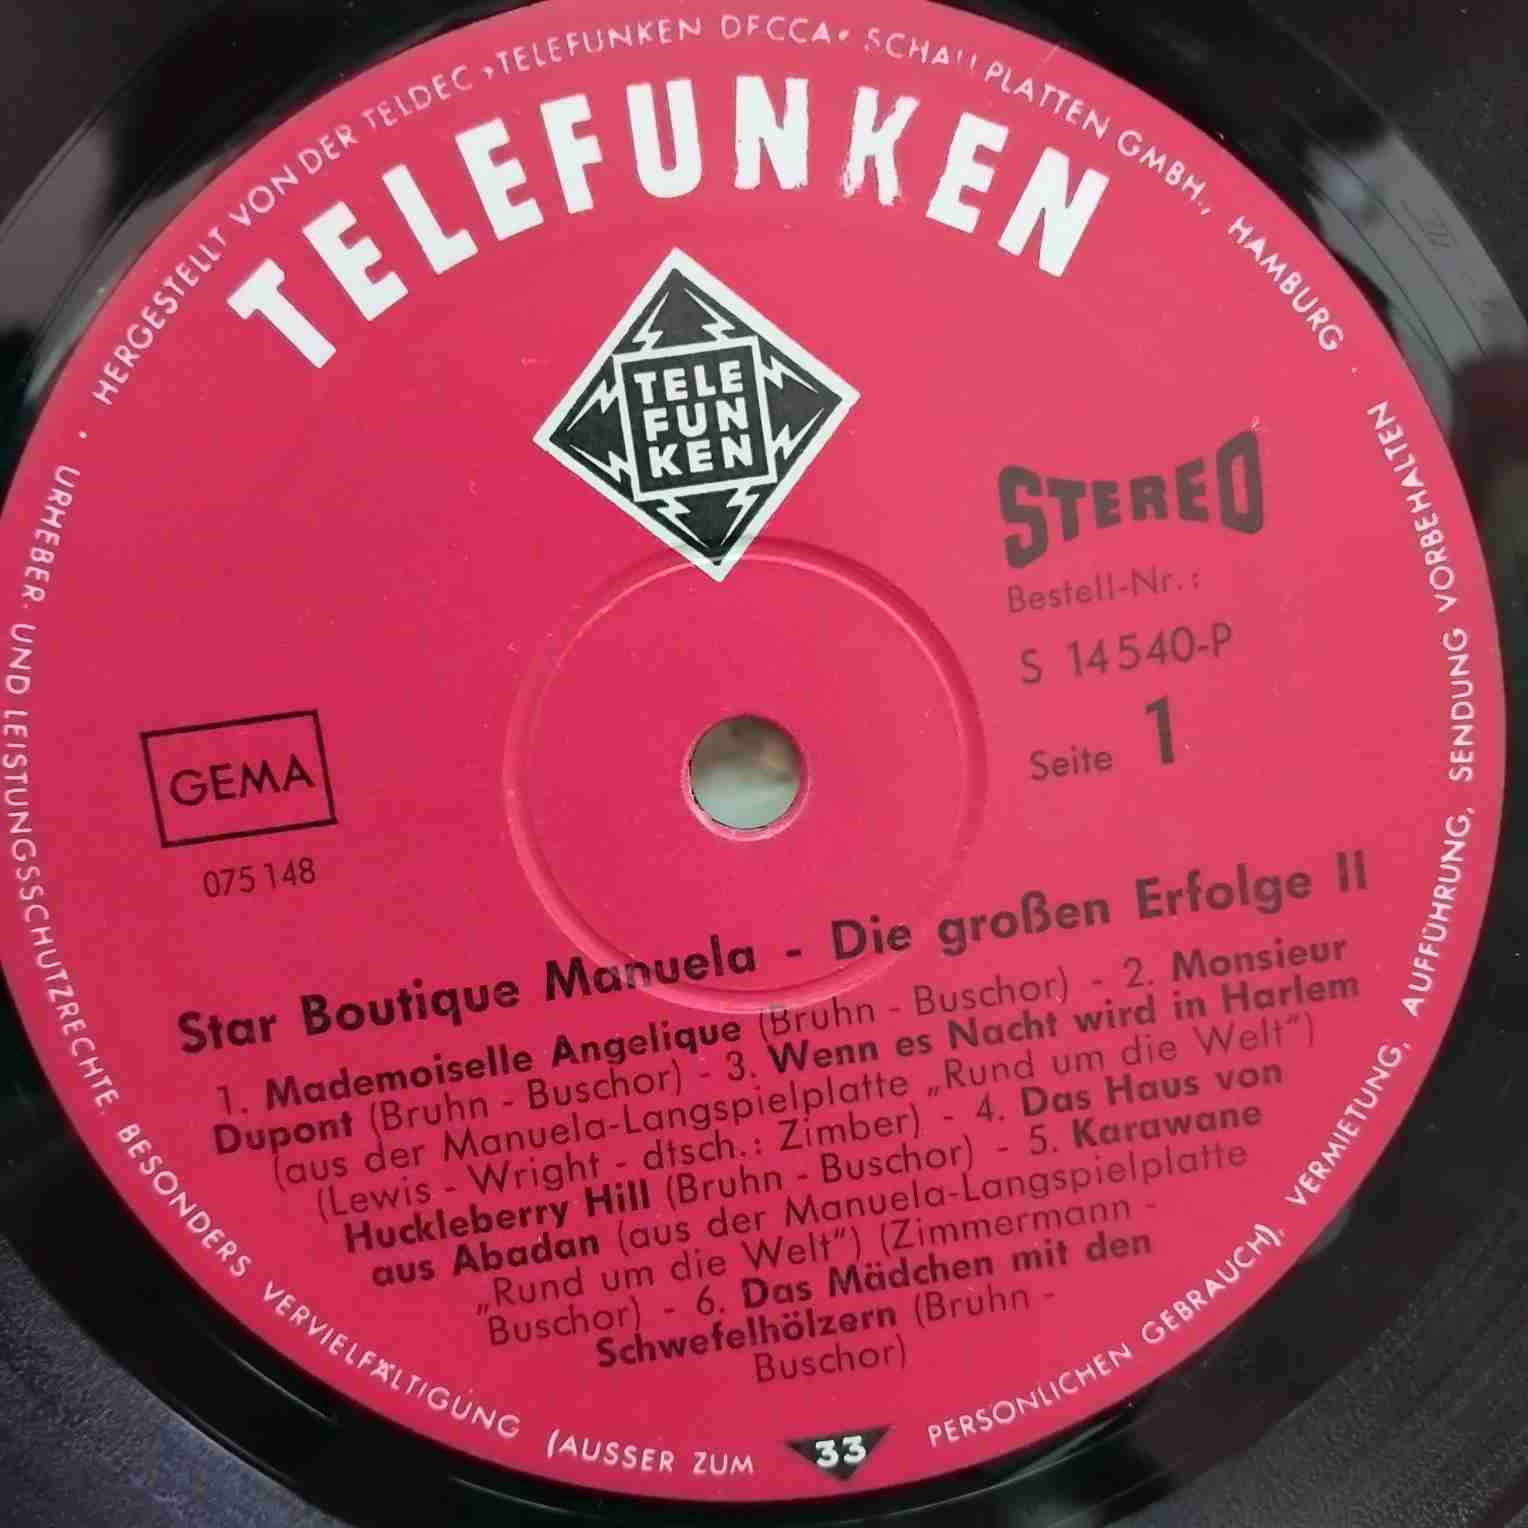 HERGESTELLT VON DER TELDEC »TELEFUNKEN DECCA« SCHALLPLATTEN GMBH., HAMBURG ·
TELEFUNKEN
TELE
FUN
KEN
STEREO
Bestell-Nr.:
S 14540-P
Seite 1
GEMA
075148
Star Boutique Manuela - Die großen Erfolge II
1. Mademoiselle Angelique (Bruhn - Buschor) - 2. Monsieur
Dupont (Bruhn - Buschor) - 3. Wenn es Nacht wird in Harlem
(aus der Manuela-Langspielplatte „Rund um die Welt")
(Lewis - Wright - dtsch.: Zimber) - 4. Das Haus von
Huckleberry Hill (Bruhn - Buschor) - 5. Karawane
aus Abadan (aus der Manuela-Langspielplatte
„Rund um die Welt") (Zimmermann -
Buschor) - 6. Das Mädchen mit den
Schwefelhölzern (Bruhn -
Buschor)
· URHEBER- UND LEISTUNGSSCHUTZRECHTE, BESONDERS VERVIELFÄLTIGUNG (AUSSER ZUM PERSÖNLICHEN GEBRAUCH), VERMIETUNG, AUFFÜHRUNG, SENDUNG VORBEHALTEN
33